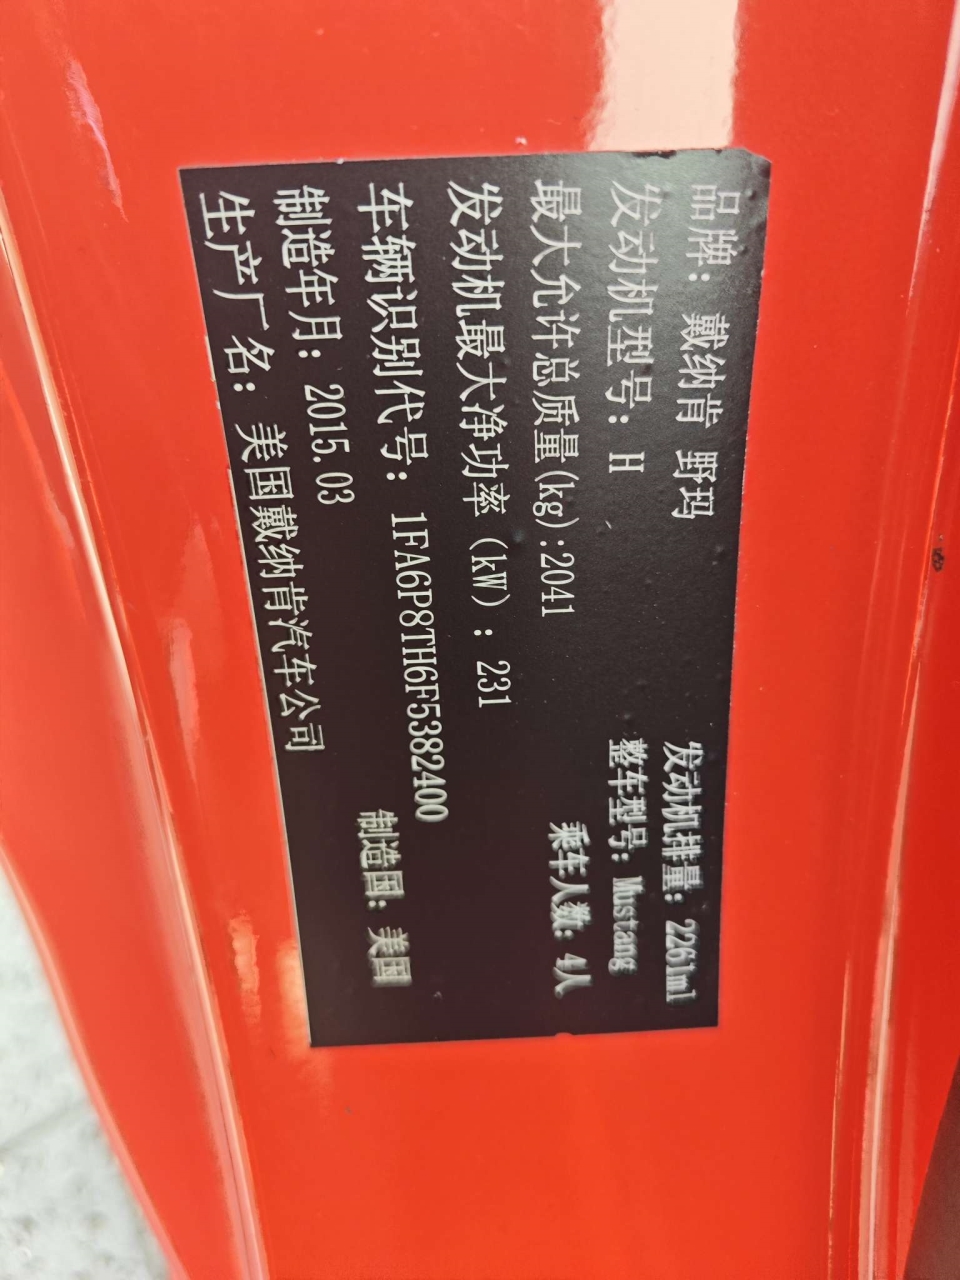 品牌：戴纳肯 野玛
发动机排量：2261ml
发动机型号：H
整车型号：Mustang
最大允许总质量(kg):2041
乘车人数：4人
发动机最大净功率（kW）：231
车辆识别代号：1FA6P8TH6F5382400
制造年月：2015.03
制造国：美国
生产厂名：美国戴纳肯汽车公司